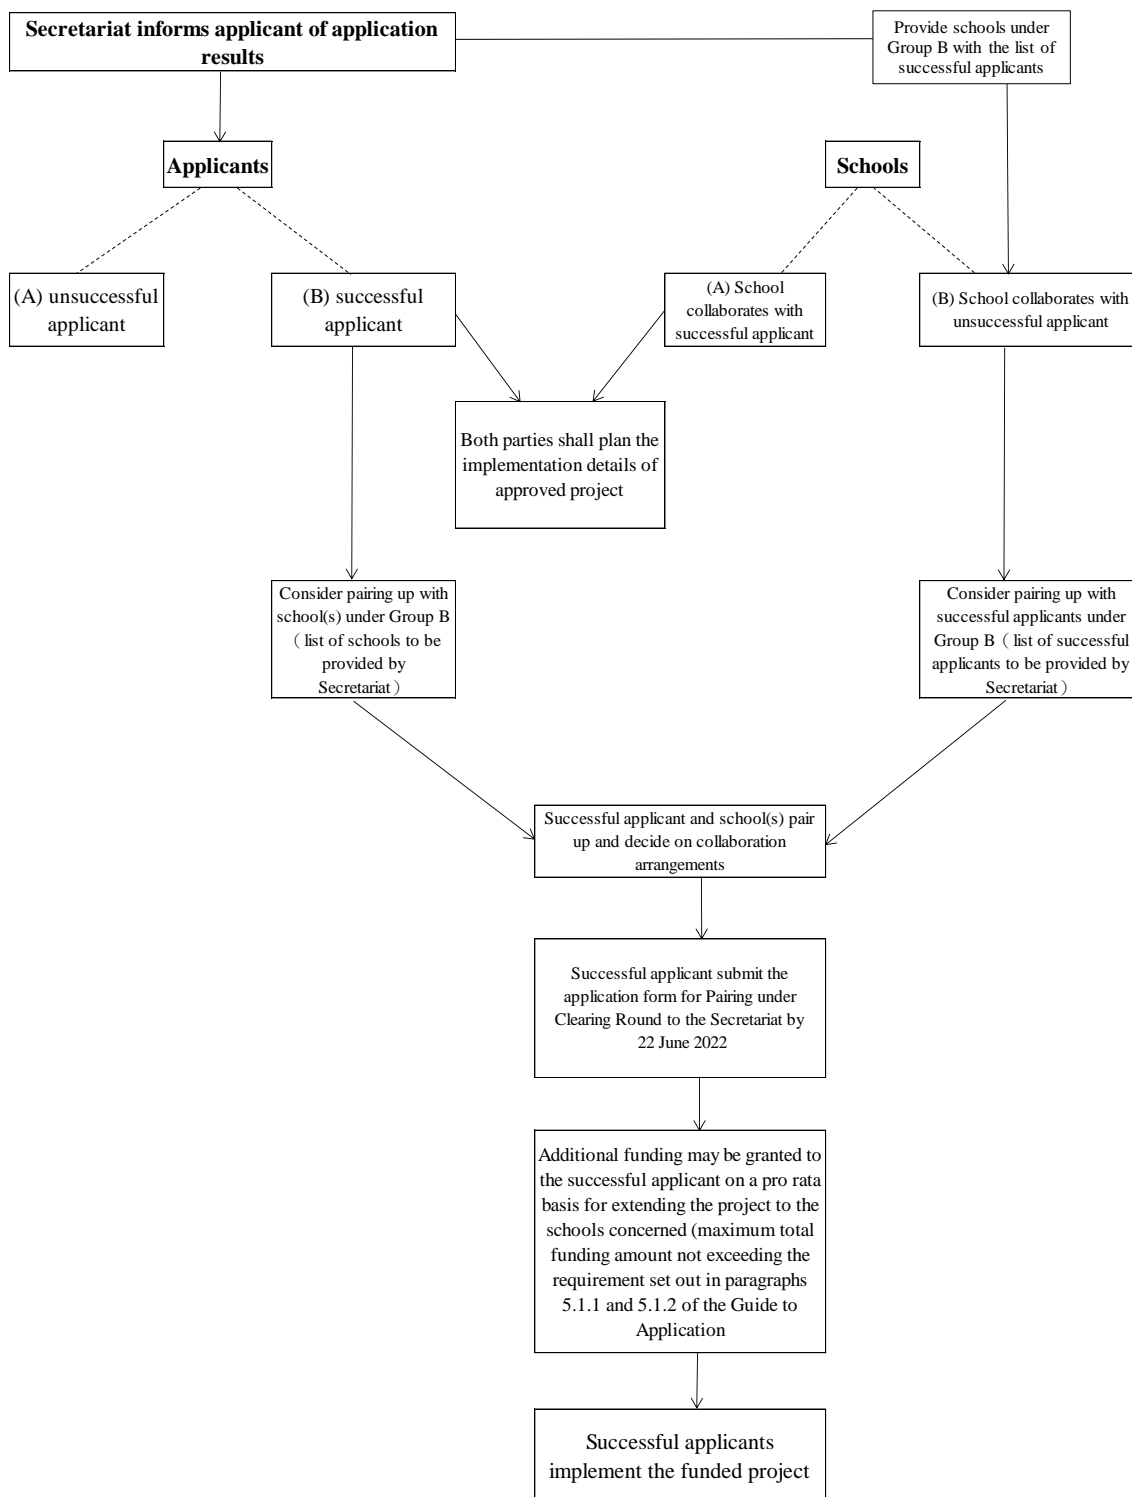 Secretariat informs applicant of application
results
Provide schools under
Group B with the list of
successful applicants
Applicants
Schools
(A) unsuccessful
applicant
(B) successful
applicant
(A) School
collaborates with
successful applicant
(B) School collaborates with
unsuccessful applicant
Both parties shall plan the
implementation details of
approved project
Consider pairing up with
school(s) under Group B
（list of schools to be
provided by
Secretariat）
Consider pairing up with
successful applicants under
Group B（list of successful
applicants to be provided by
Secretariat）
Successful applicant and school(s) pair
up and decide on collaboration
arrangements
Successful applicant submit the
application form for Pairing under
Clearing Round to the Secretariat by
22 June 2022
Additional funding may be granted to
the successful applicant on a pro rata
basis for extending the project to the
schools concerned (maximum total
funding amount not exceeding the
requirement set out in paragraphs
5.1.1 and 5.1.2 of the Guide to
Application
Successful applicants
implement the funded project